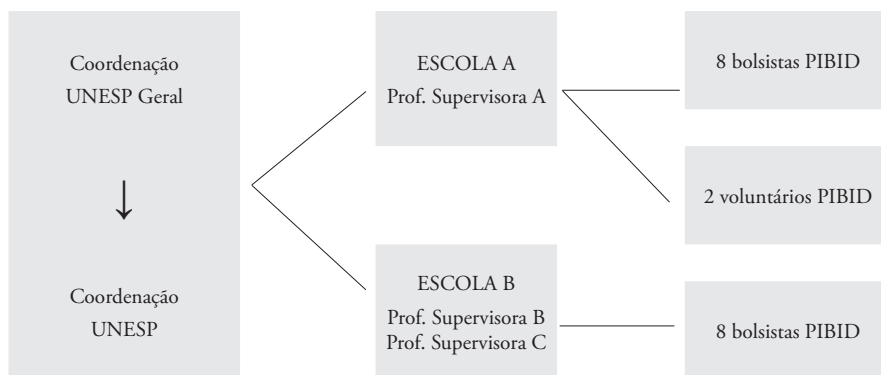 Coordenação
UNESP Geral
↓
Coordenação
UNESP
ESCOLA A
Prof. Supervisora A
ESCOLA B
Prof. Supervisora B
Prof. Supervisora C
8 bolsistas PIBID
2 voluntários PIBID
8 bolsistas PIBID